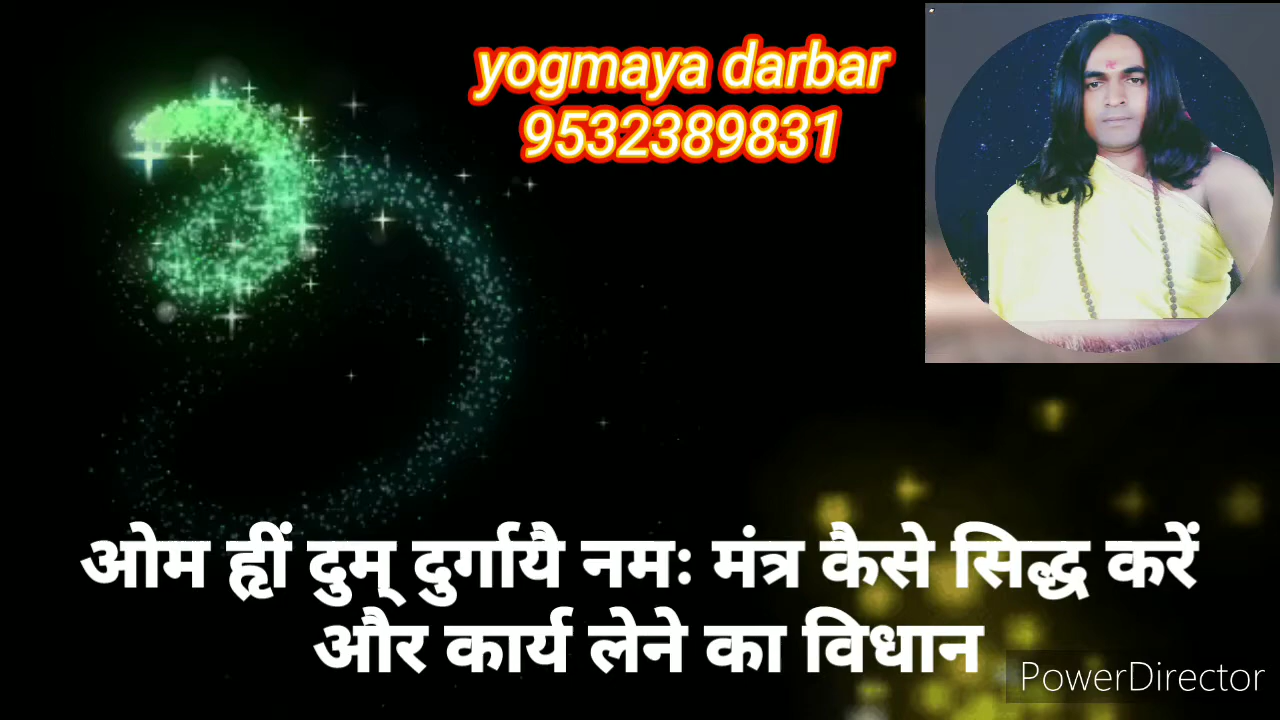 yogmaya darbar
9532389831
ओम ह्रीं दुम् दुर्गायै नमः मंत्र कैसे सिद्ध करें
और कार्य लेने का विधान
PowerDirector